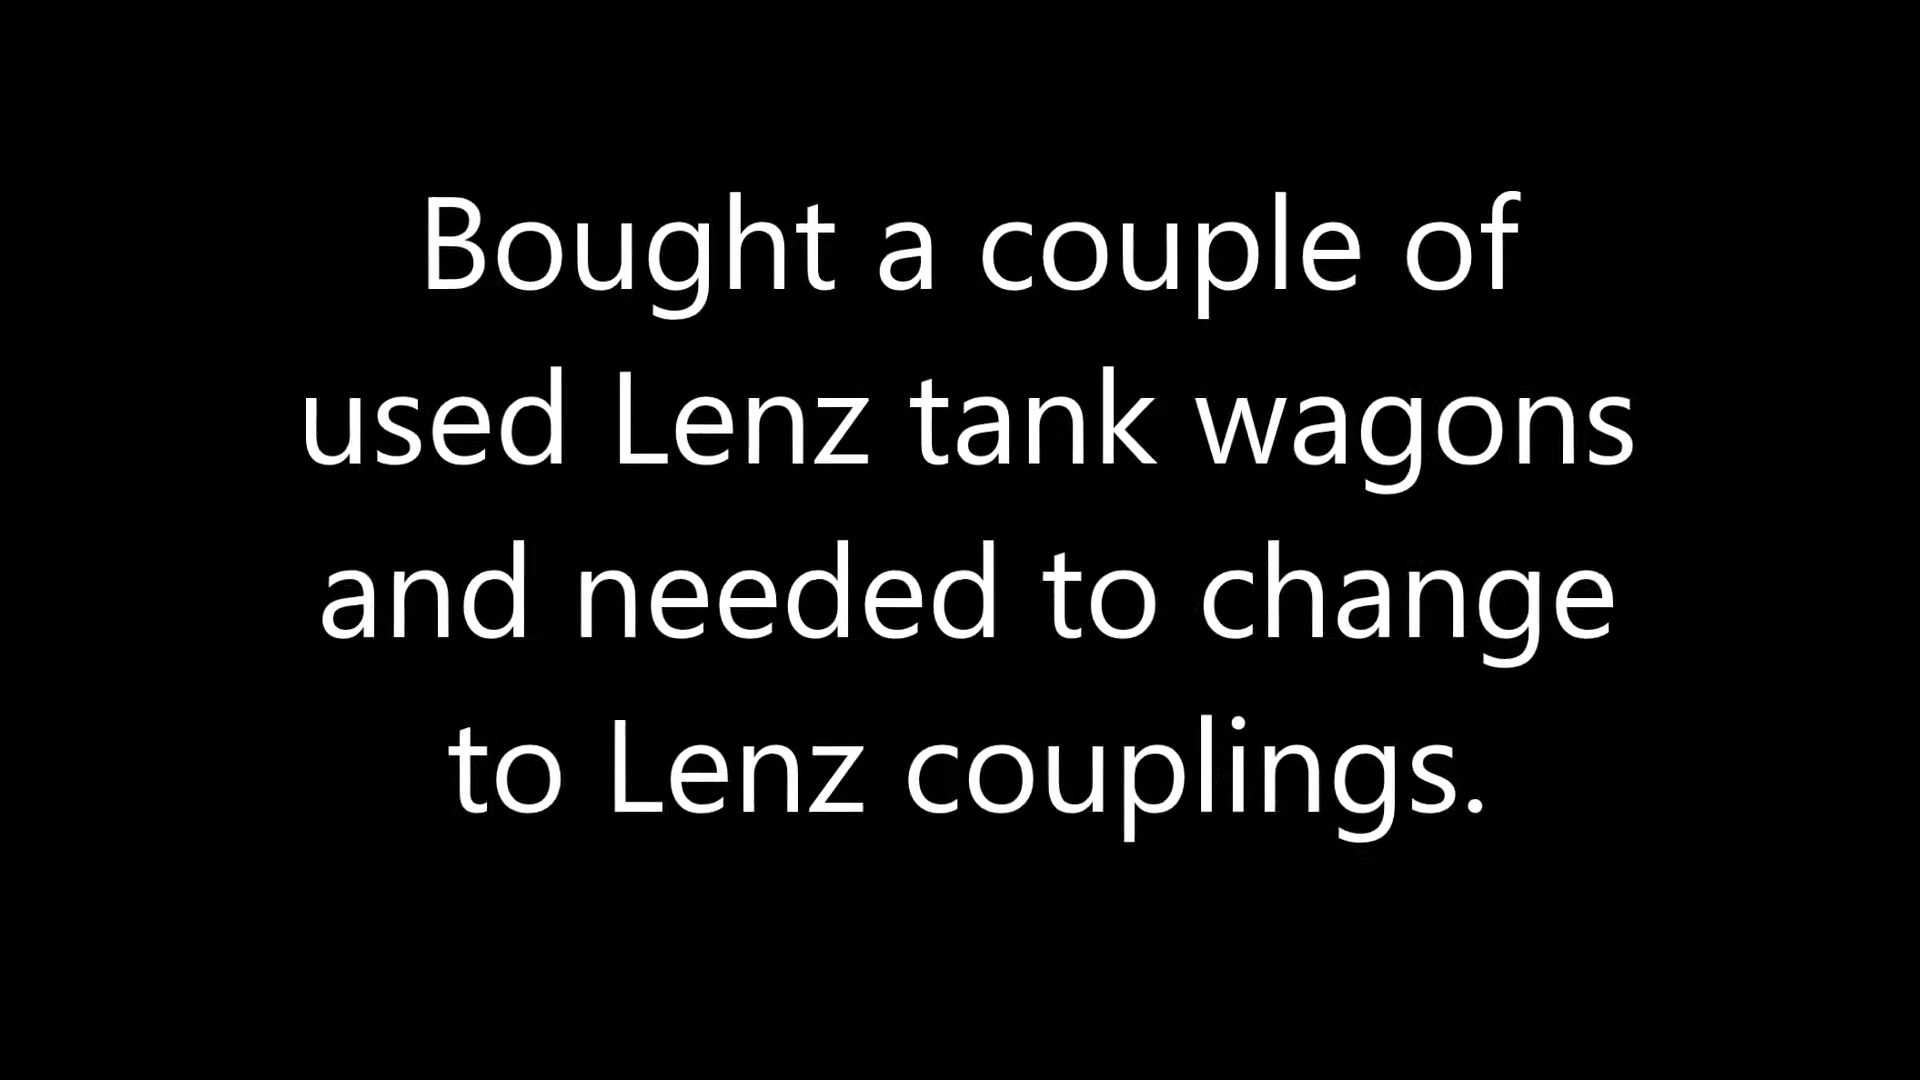 Bought a couple of
used Lenz tank wagons
and needed to change
to Lenz couplings.